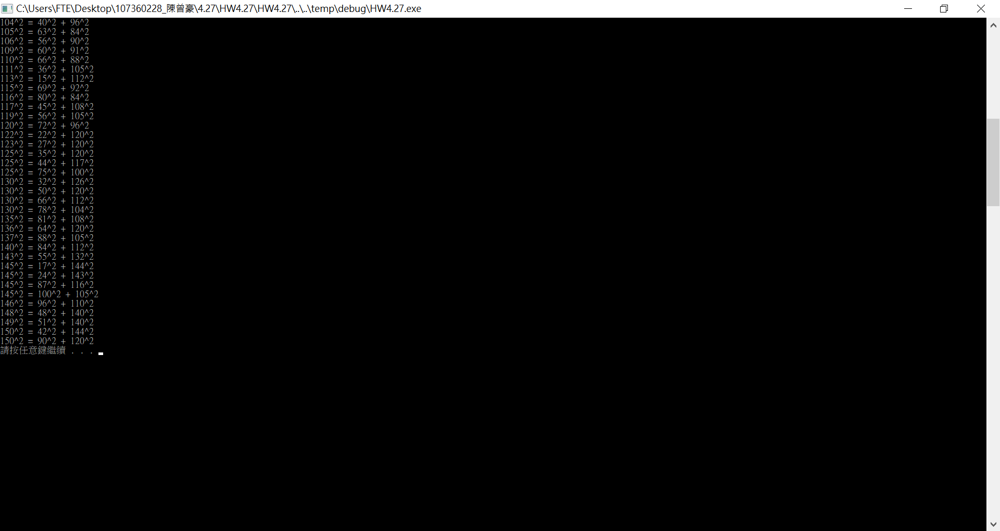 C:\Users\FTE\Desktop\107360228_陳曾豪\4.27\HW4.27\HW4.27\..\..\temp\debug\HW4.27.exe
104^2 = 40^2 + 96^2
105^2 = 63^2 + 84^2
106^2 = 56^2 + 90^2
109^2 = 60^2 + 91^2
110^2 = 66^2 + 88^2
111^2 = 36^2 + 105^2
113^2 = 15^2 + 112^2
115^2 = 69^2 + 92^2
116^2 = 80^2 + 84^2
117^2 = 45^2 + 108^2
119^2 = 56^2 + 105^2
120^2 = 72^2 + 96^2
122^2 = 22^2 + 120^2
123^2 = 27^2 + 120^2
125^2 = 35^2 + 120^2
125^2 = 44^2 + 117^2
125^2 = 75^2 + 100^2
130^2 = 32^2 + 126^2
130^2 = 50^2 + 120^2
130^2 = 66^2 + 112^2
130^2 = 78^2 + 104^2
135^2 = 81^2 + 108^2
136^2 = 64^2 + 120^2
137^2 = 88^2 + 105^2
140^2 = 84^2 + 112^2
143^2 = 55^2 + 132^2
145^2 = 17^2 + 144^2
145^2 = 24^2 + 143^2
145^2 = 87^2 + 116^2
145^2 = 100^2 + 105^2
146^2 = 96^2 + 110^2
148^2 = 48^2 + 140^2
149^2 = 51^2 + 140^2
150^2 = 42^2 + 144^2
150^2 = 90^2 + 120^2
請按任意鍵繼續 . . .